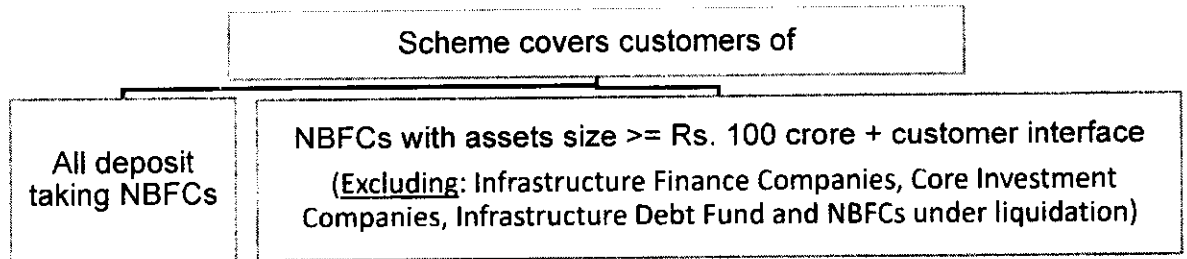 Scheme covers customers of
All deposit
taking NBFCs
NBFCs with assets size >= Rs. 100 crore + customer interface
(Excluding: Infrastructure Finance Companies, Core Investment
Companies, Infrastructure Debt Fund and NBFCs under liquidation)